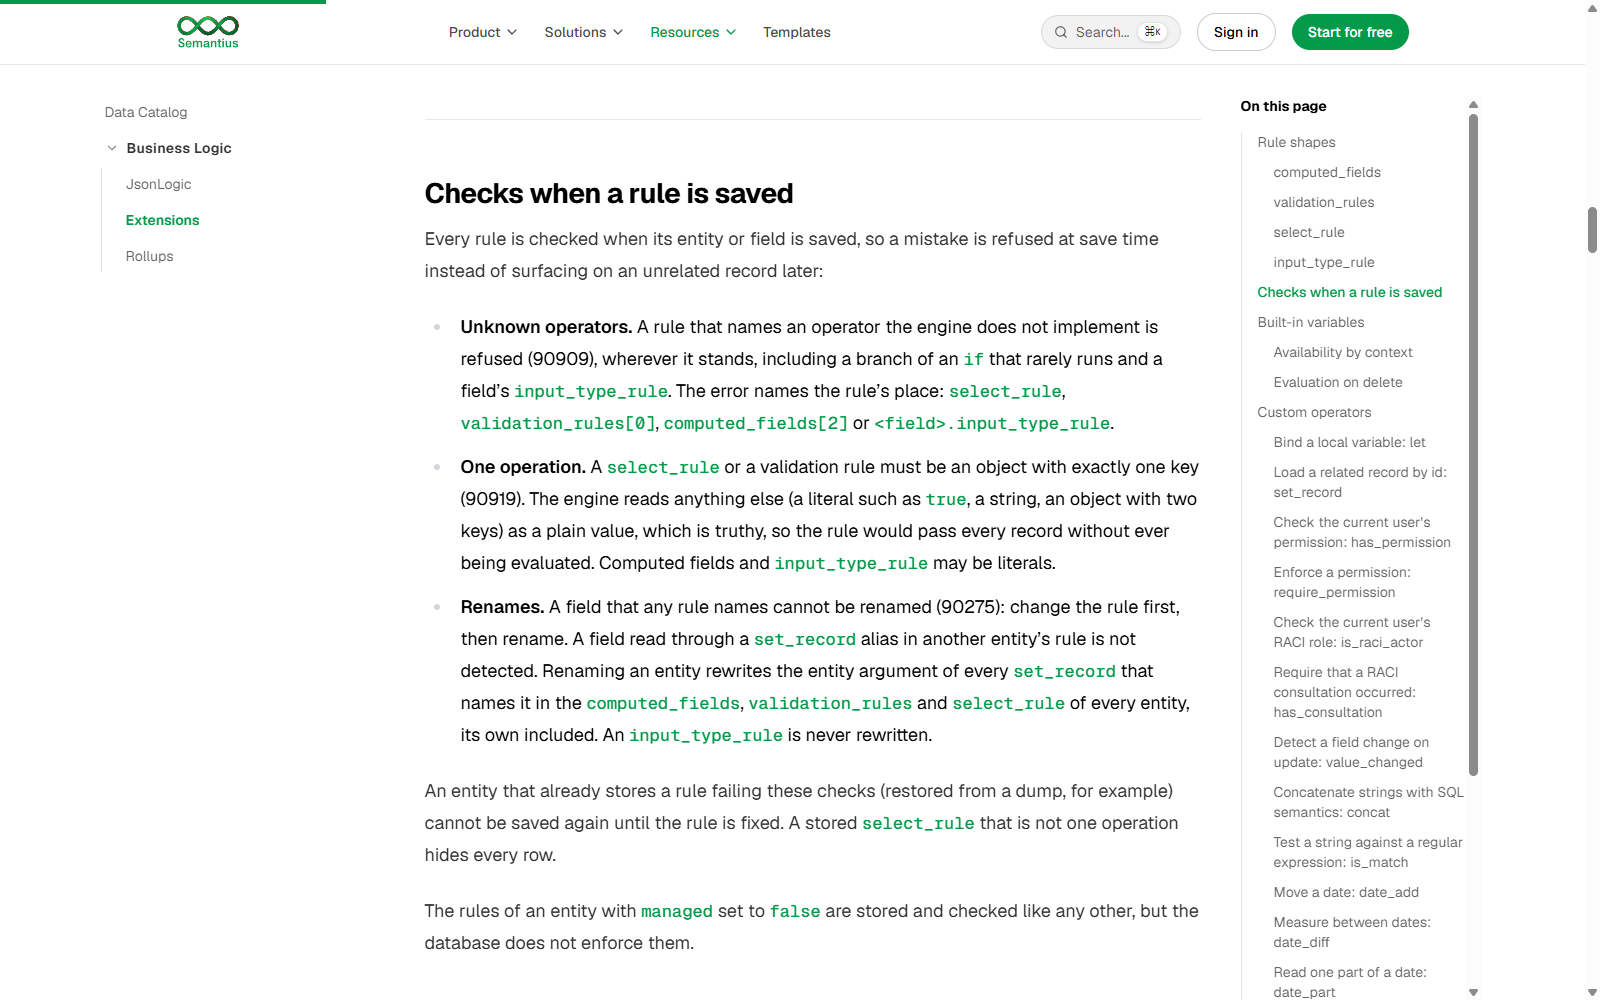 Semantius
Product
Solutions
Resources
Templates
Search...
⌘K
Sign in
Start for free
Data Catalog
Business Logic
JsonLogic
Extensions
Rollups
Checks when a rule is saved
Every rule is checked when its entity or field is saved, so a mistake is refused at save time
instead of surfacing on an unrelated record later:
Unknown operators. A rule that names an operator the engine does not implement is
refused (90909), wherever it stands, including a branch of an if that rarely runs and a
field’s input_type_rule. The error names the rule’s place: select_rule,
validation_rules[0], computed_fields[2] or <field>.input_type_rule.
One operation. A select_rule or a validation rule must be an object with exactly one key
(90919). The engine reads anything else (a literal such as true, a string, an object with two
keys) as a plain value, which is truthy, so the rule would pass every record without ever
being evaluated. Computed fields and input_type_rule may be literals.
Renames. A field that any rule names cannot be renamed (90275): change the rule first,
then rename. A field read through a set_record alias in another entity’s rule is not
detected. Renaming an entity rewrites the entity argument of every set_record that
names it in the computed_fields, validation_rules and select_rule of every entity,
its own included. An input_type_rule is never rewritten.
An entity that already stores a rule failing these checks (restored from a dump, for example)
cannot be saved again until the rule is fixed. A stored select_rule that is not one operation
hides every row.
The rules of an entity with managed set to false are stored and checked like any other, but the
database does not enforce them.
On this page
Rule shapes
computed_fields
validation_rules
select_rule
input_type_rule
Checks when a rule is saved
Built-in variables
Availability by context
Evaluation on delete
Custom operators
Bind a local variable: let
Load a related record by id:
set_record
Check the current user’s
permission: has_permission
Enforce a permission:
require_permission
Check the current user’s
RACI role: is_raci_actor
Require that a RACI
consultation occurred:
has_consultation
Detect a field change on
update: value_changed
Concatenate strings with SQL
semantics: concat
Test a string against a regular
expression: is_match
Move a date: date_add
Measure between dates:
date_diff
Read one part of a date:
date_part